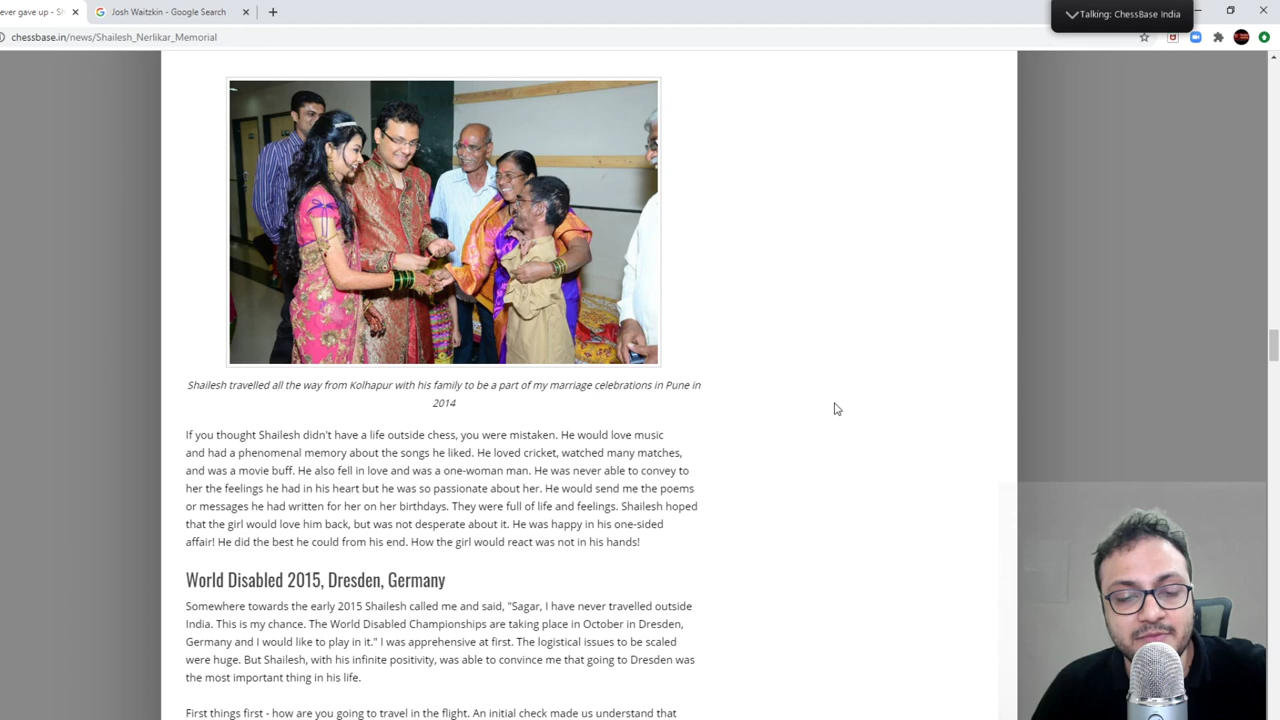 ever gave up - Sh
Josh Waitzkin - Google Search
Talking: ChessBase India
chessbase.in/news/Shailesh_Nerlikar_Memorial
Shailesh travelled all the way from Kolhapur with his family to be a part of my marriage celebrations in Pune in
2014
If you thought Shailesh didn't have a life outside chess, you were mistaken. He would love music
and had a phenomenal memory about the songs he liked. He loved cricket, watched many matches,
and was a movie buff. He also fell in love and was a one-woman man. He was never able to convey to
her the feelings he had in his heart but he was so passionate about her. He would send me the poems
or messages he had written for her on her birthdays. They were full of life and feelings. Shailesh hoped
that the girl would love him back, but was not desperate about it. He was happy in his one-sided
affair! He did the best he could from his end. How the girl would react was not in his hands!
World Disabled 2015, Dresden, Germany
Somewhere towards the early 2015 Shailesh called me and said, "Sagar, I have never travelled outside
India. This is my chance. The World Disabled Championships are taking place in October in Dresden,
Germany and I would like to play in it." I was apprehensive at first. The logistical issues to be scaled
were huge. But Shailesh, with his infinite positivity, was able to convince me that going to Dresden was
the most important thing in his life.
First things first - how are you going to travel in the flight. An initial check made us understand that